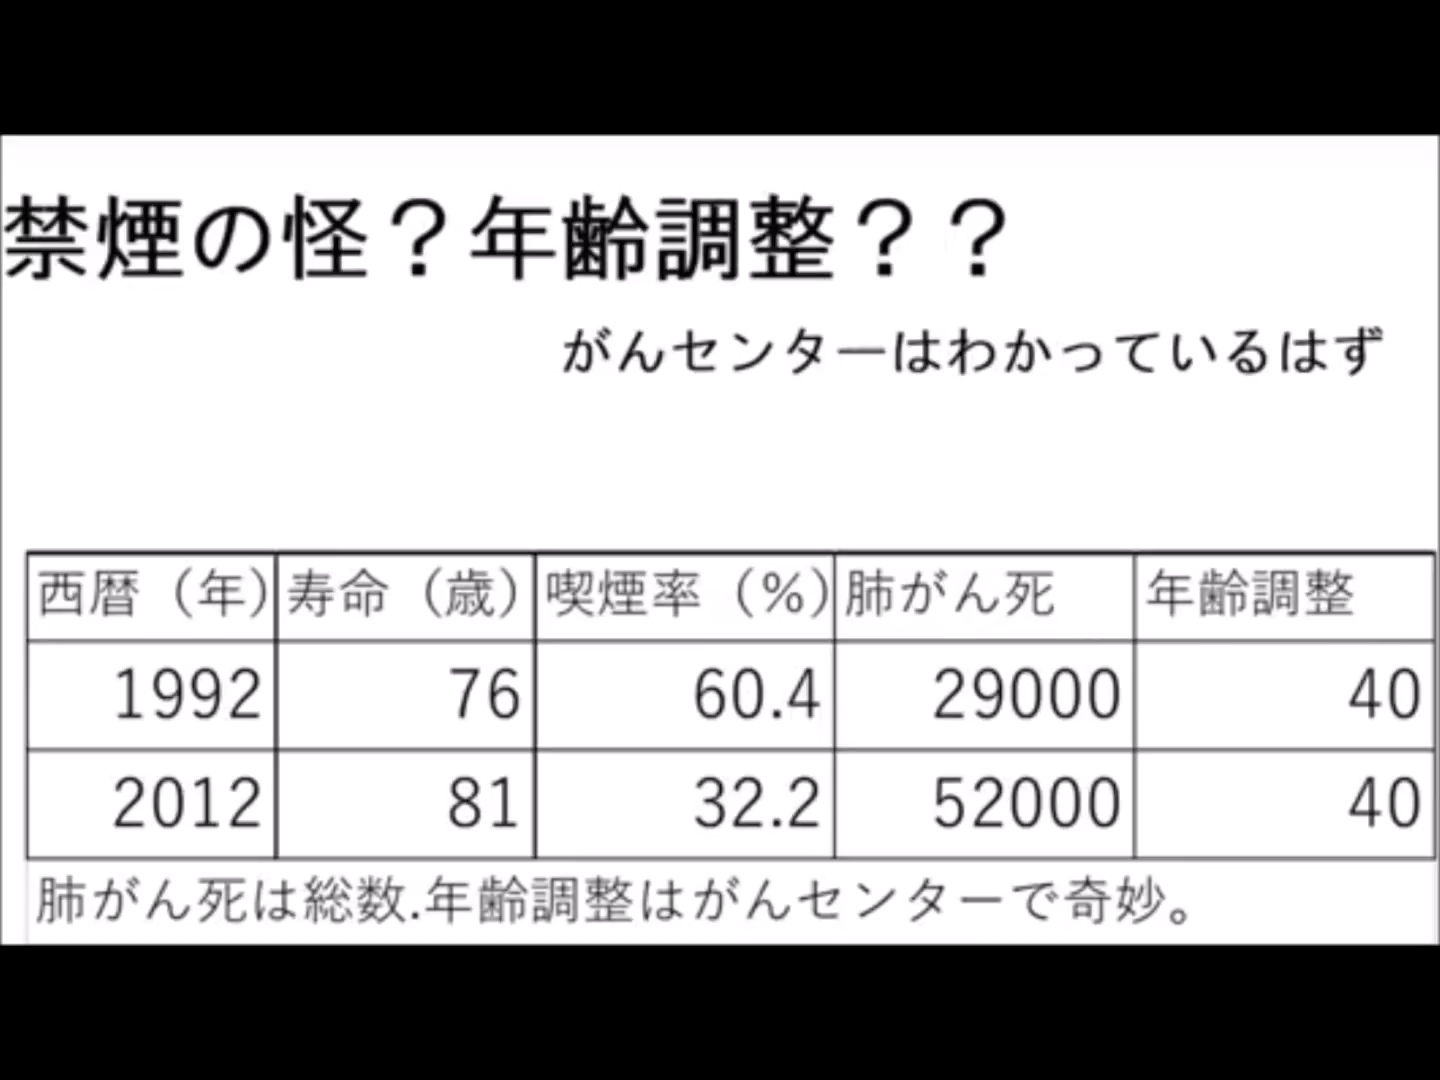 禁煙の怪？年齢調整？？
がんセンターはわかっているはず
西暦（年） 寿命（歳） 喫煙率（%） 肺がん死 年齢調整
1992 76 60.4 29000 40
2012 81 32.2 52000 40
肺がん死は総数.年齢調整はがんセンターで奇妙。